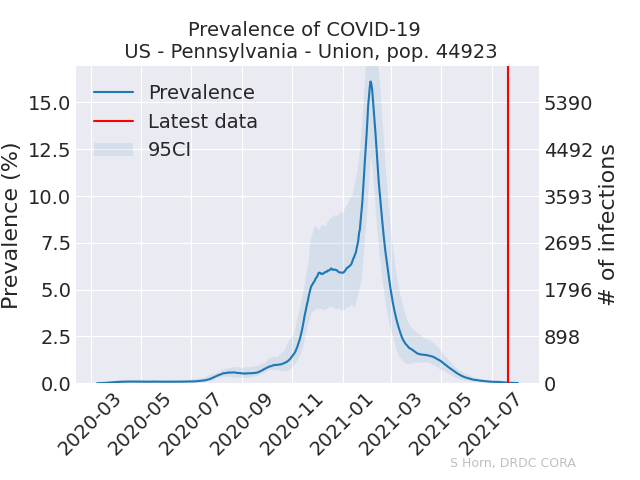 Prevalence of COVID-19
US - Pennsylvania - Union, pop. 44923
Prevalence
Latest data
95CI
Prevalence (%)
15.0
12.5
10.0
7.5
5.0
2.5
0.0
# of infections
5390
4492
3593
2695
1796
898
0
2020-03
2020-05
2020-07
2020-09
2020-11
2021-01
2021-03
2021-05
2021-07
S Horn, DRDC CORA